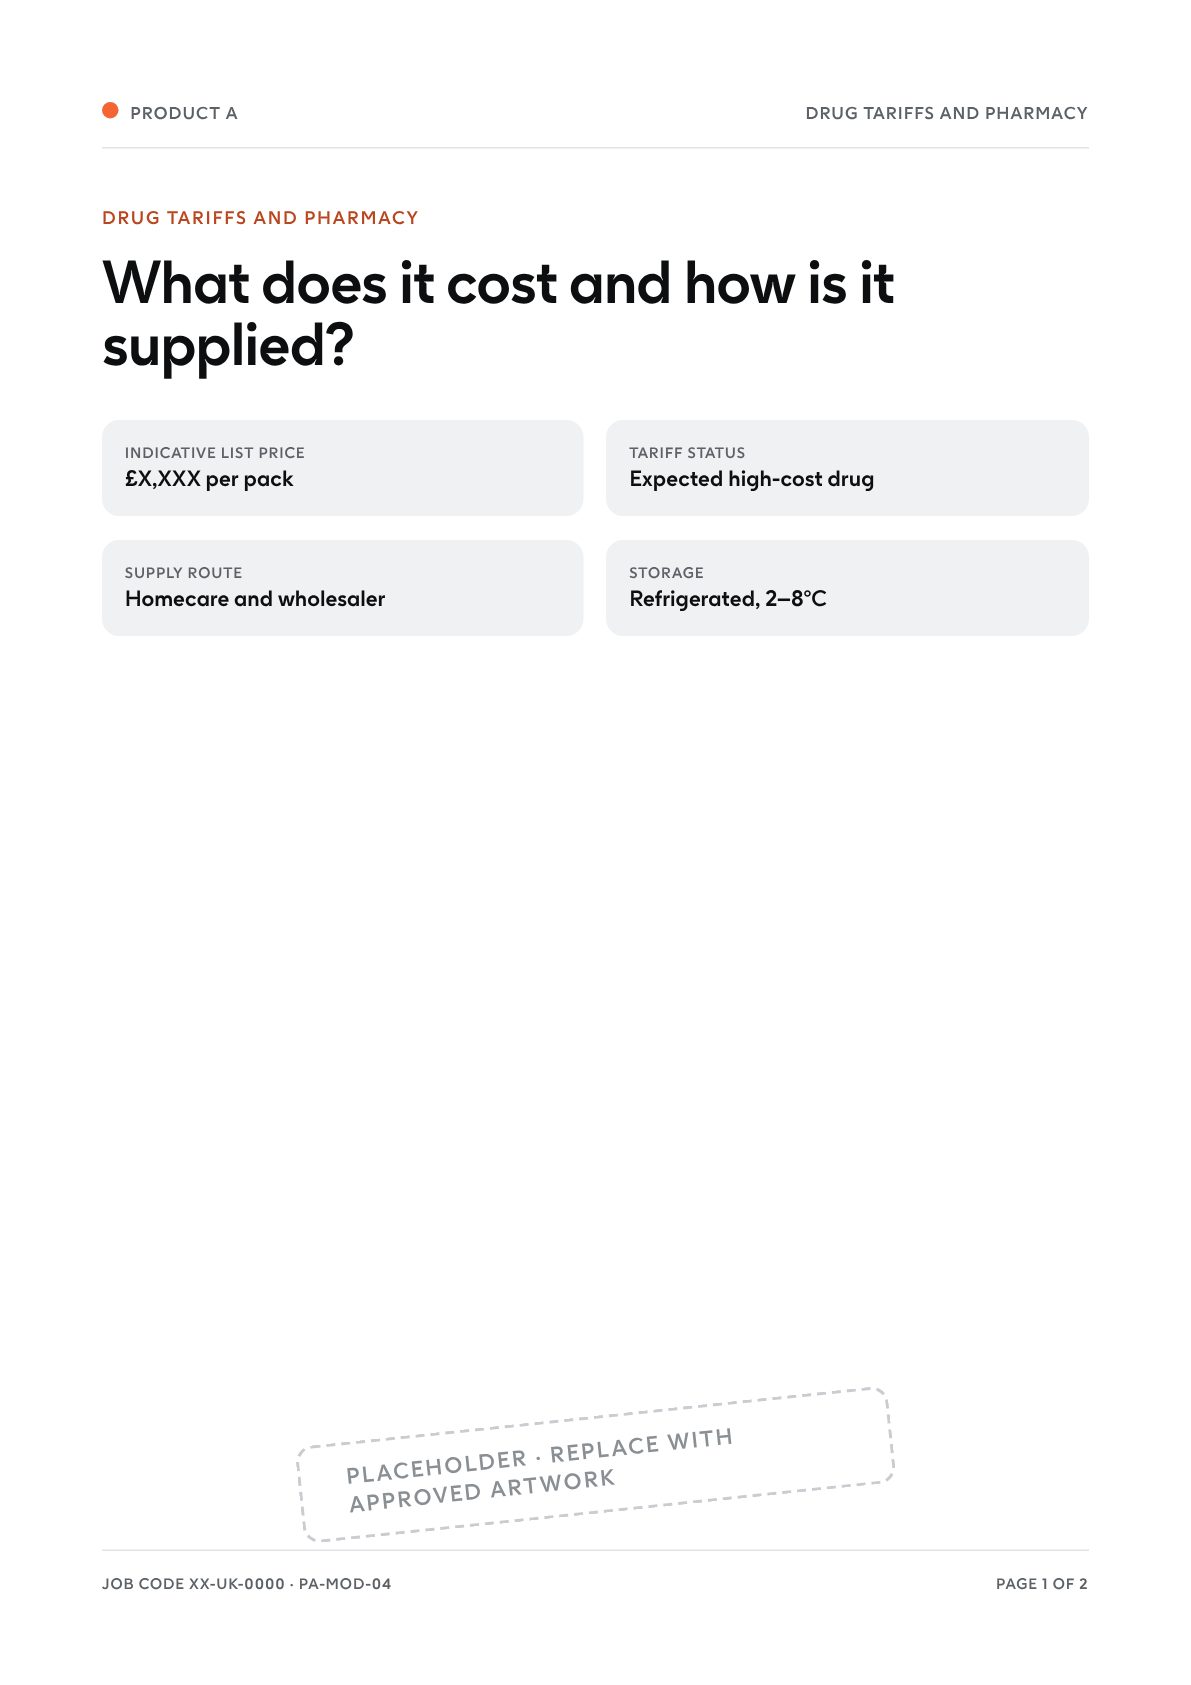 PRODUCT A
DRUG TARIFFS AND PHARMACY
DRUG TARIFFS AND PHARMACY
What does it cost and how is it
supplied?
INDICATIVE LIST PRICE
£X,XXX per pack
TARIFF STATUS
Expected high-cost drug
SUPPLY ROUTE
Homecare and wholesaler
STORAGE
Refrigerated, 2–8°C
PLACEHOLDER · REPLACE WITH
APPROVED ARTWORK
JOB CODE XX-UK-0000 · PA-MOD-04
PAGE 1 OF 2